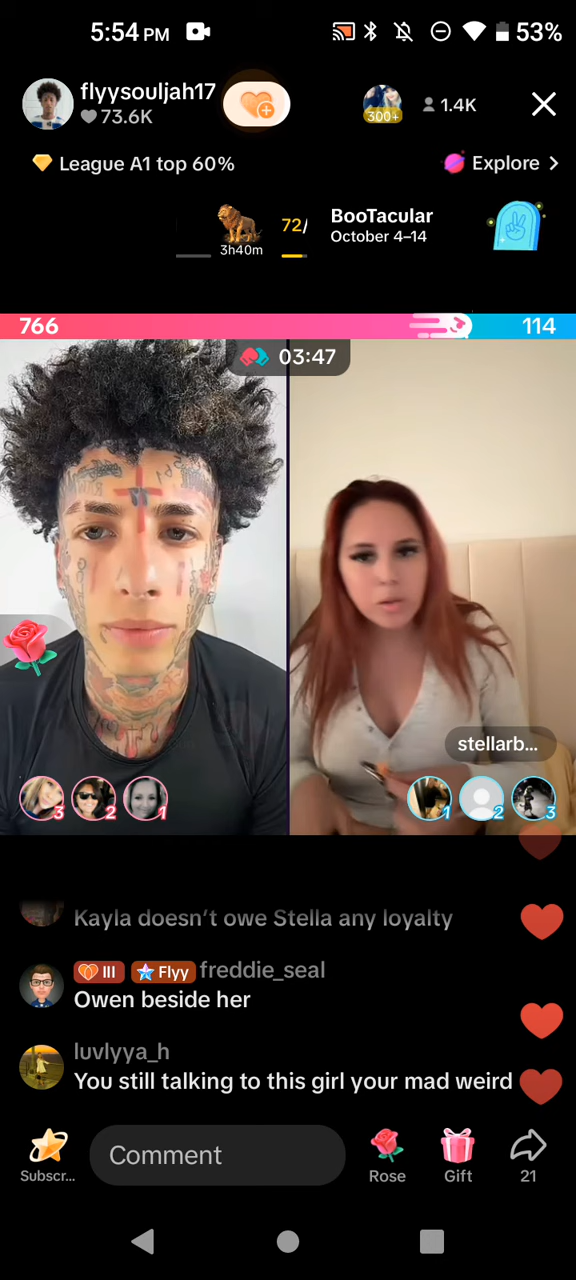 5:54 PM
53%
flyysouljah17
73.6K
300+
1.4K
League A1 top 60%
Explore
3h40m
72/
BooTacular
October 4–14
766
114
03:47
stellarb...
3
2
1
1
2
3
Kayla doesn't owe Stella any loyalty
III Flyy freddie_seal
Owen beside her
luvlyya_h
You still talking to this girl your mad weird
Comment
Subscr...
Rose
Gift
21